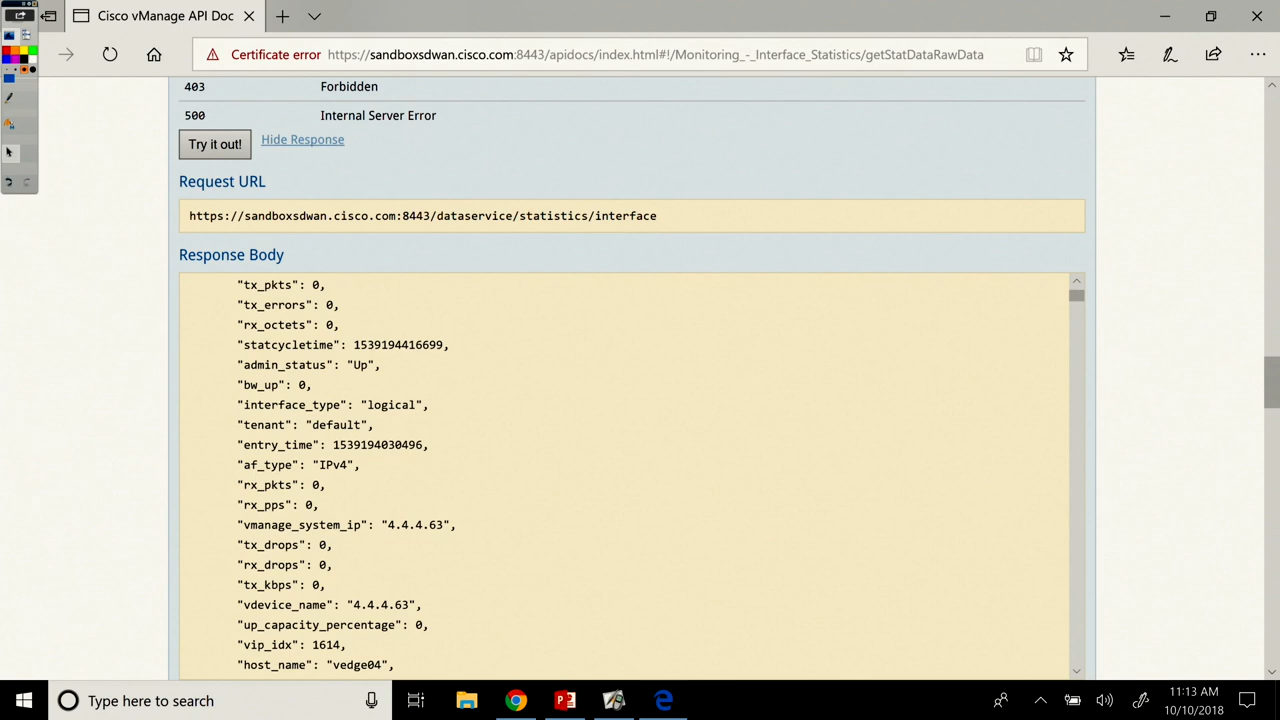 Cisco vManage API Doc
Certificate error https://sandboxsdwan.cisco.com:8443/apidocs/index.html#!/Monitoring_-_Interface_Statistics/getStatDataRawData
403 Forbidden
500 Internal Server Error
Try it out! Hide Response
Request URL
https://sandboxsdwan.cisco.com:8443/dataservice/statistics/interface
Response Body
"tx_pkts": 0,
"tx_errors": 0,
"rx_octets": 0,
"statcycletime": 1539194416699,
"admin_status": "Up",
"bw_up": 0,
"interface_type": "logical",
"tenant": "default",
"entry_time": 1539194030496,
"af_type": "IPv4",
"rx_pkts": 0,
"rx_pps": 0,
"vmanage_system_ip": "4.4.4.63",
"tx_drops": 0,
"rx_drops": 0,
"tx_kbps": 0,
"vdevice_name": "4.4.4.63",
"up_capacity_percentage": 0,
"vip_idx": 1614,
"host_name": "vedge04",
Type here to search
11:13 AM
10/10/2018